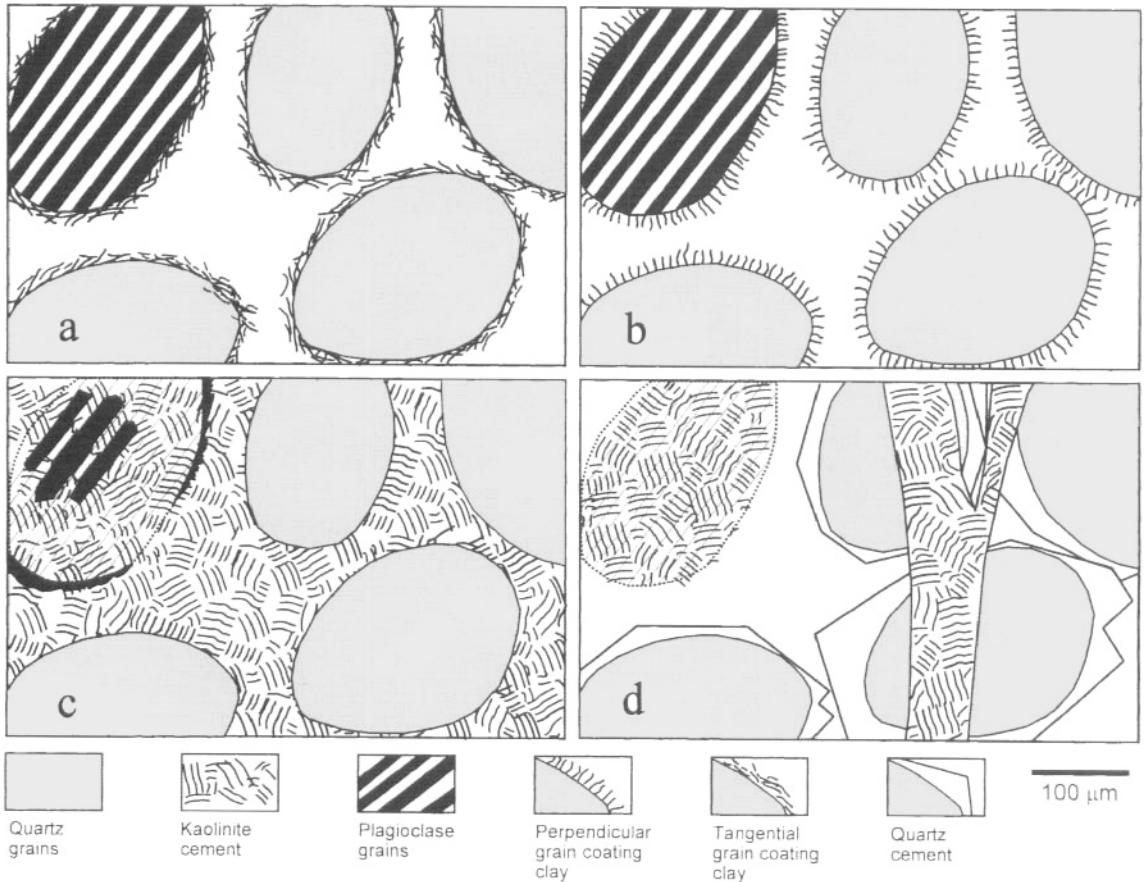 a
b
c
d
Quartz
grains
Kaolinite
cement
Plagioclase
grains
Perpendicular
grain coating
clay
Tangential
grain coating
clay
Quartz
cement
100 μm